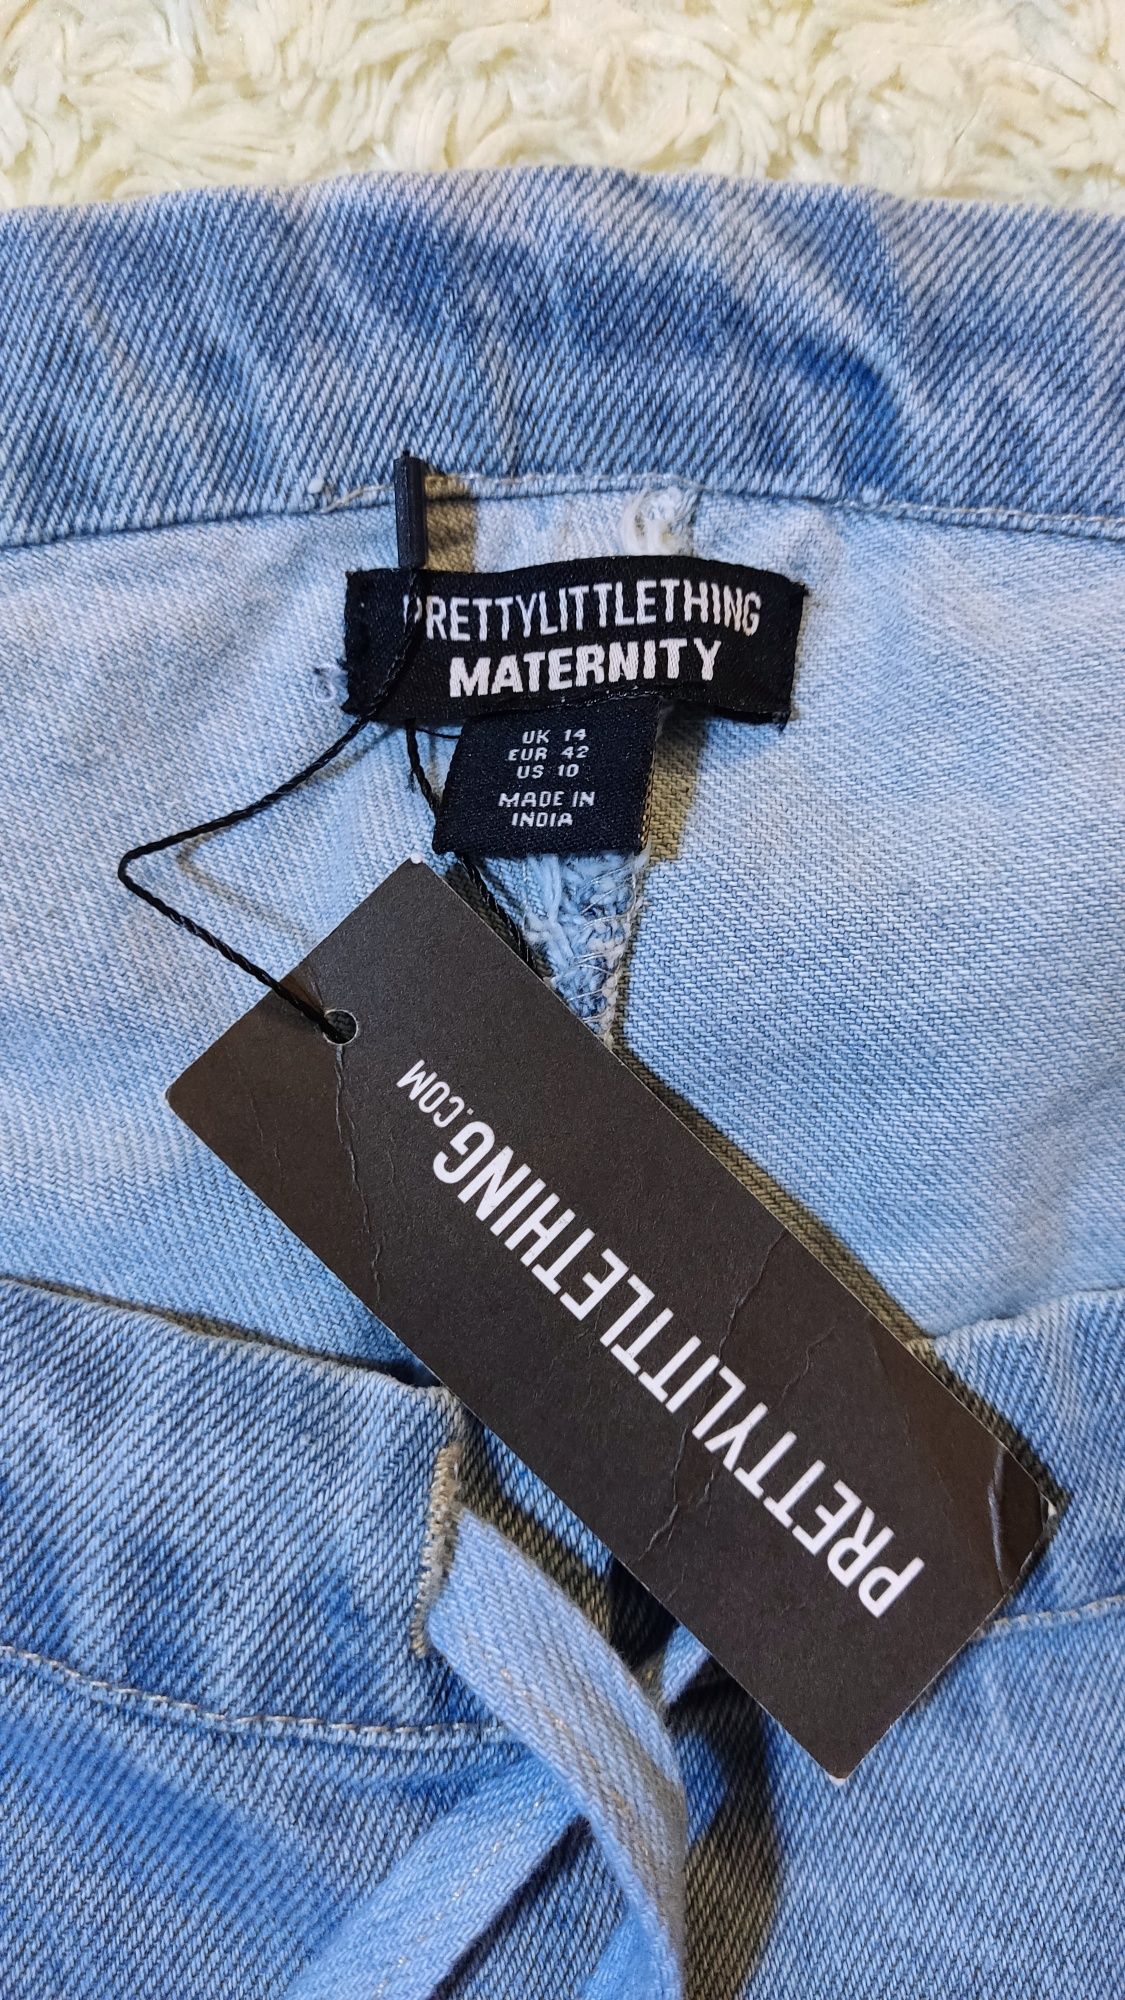 PRETTYLITTLETHING
MATERNITY
UK 14
EUR 42
US 10
MADE IN
INDIA
PRETTYLITTLETHING.COM